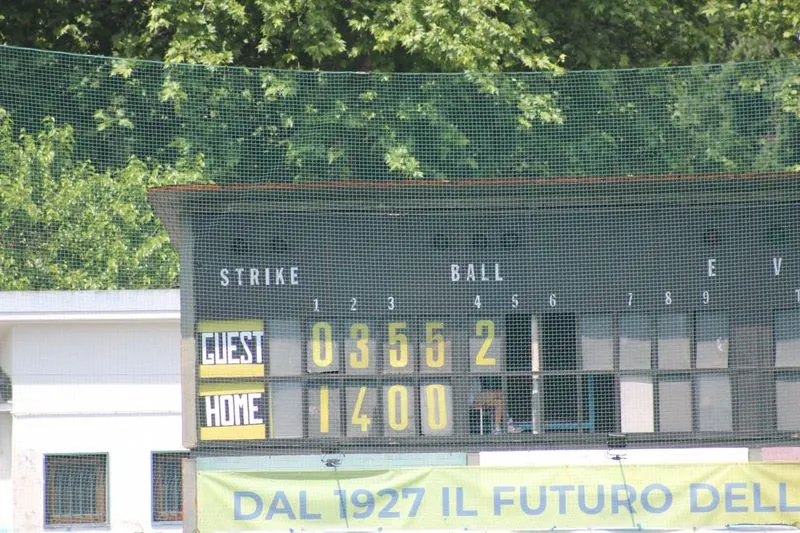 STRIKE BALL E V
1 2 3 4 5 6 7 8 9 1
GUEST 0 3 5 5 2
HOME 1 4 0 0
DAL 1927 IL FUTURO DELL